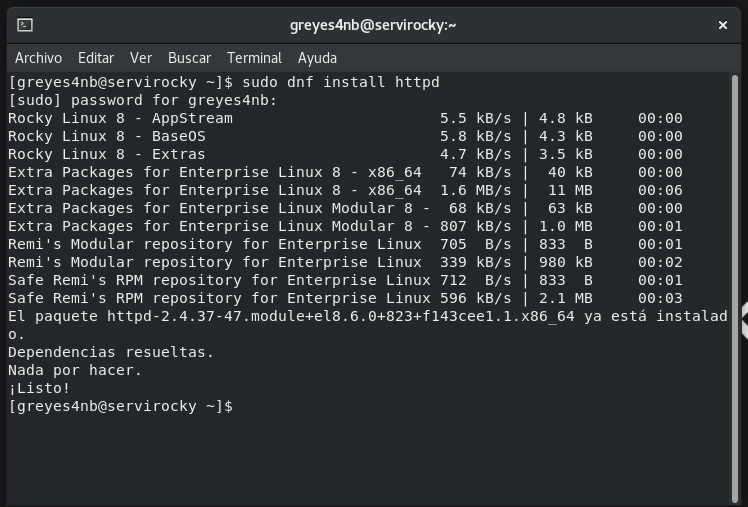 greyes4nb@servirocky:~
Archivo Editar Ver Buscar Terminal Ayuda
[greyes4nb@servirocky ~]$ sudo dnf install httpd
[sudo] password for greyes4nb:
Rocky Linux 8 - AppStream 5.5 kB/s | 4.8 kB 00:00
Rocky Linux 8 - BaseOS 5.8 kB/s | 4.3 kB 00:00
Rocky Linux 8 - Extras 4.7 kB/s | 3.5 kB 00:00
Extra Packages for Enterprise Linux 8 - x86_64 74 kB/s | 40 kB 00:00
Extra Packages for Enterprise Linux 8 - x86_64 1.6 MB/s | 11 MB 00:06
Extra Packages for Enterprise Linux Modular 8 - 68 kB/s | 63 kB 00:00
Extra Packages for Enterprise Linux Modular 8 - 807 kB/s | 1.0 MB 00:01
Remi's Modular repository for Enterprise Linux 705 B/s | 833 B 00:01
Remi's Modular repository for Enterprise Linux 339 kB/s | 980 kB 00:02
Safe Remi's RPM repository for Enterprise Linux 712 B/s | 833 B 00:01
Safe Remi's RPM repository for Enterprise Linux 596 kB/s | 2.1 MB 00:03
El paquete httpd-2.4.37-47.module+el8.6.0+823+f143cee1.1.x86_64 ya está instalad
o.
Dependencias resueltas.
Nada por hacer.
¡Listo!
[greyes4nb@servirocky ~]$